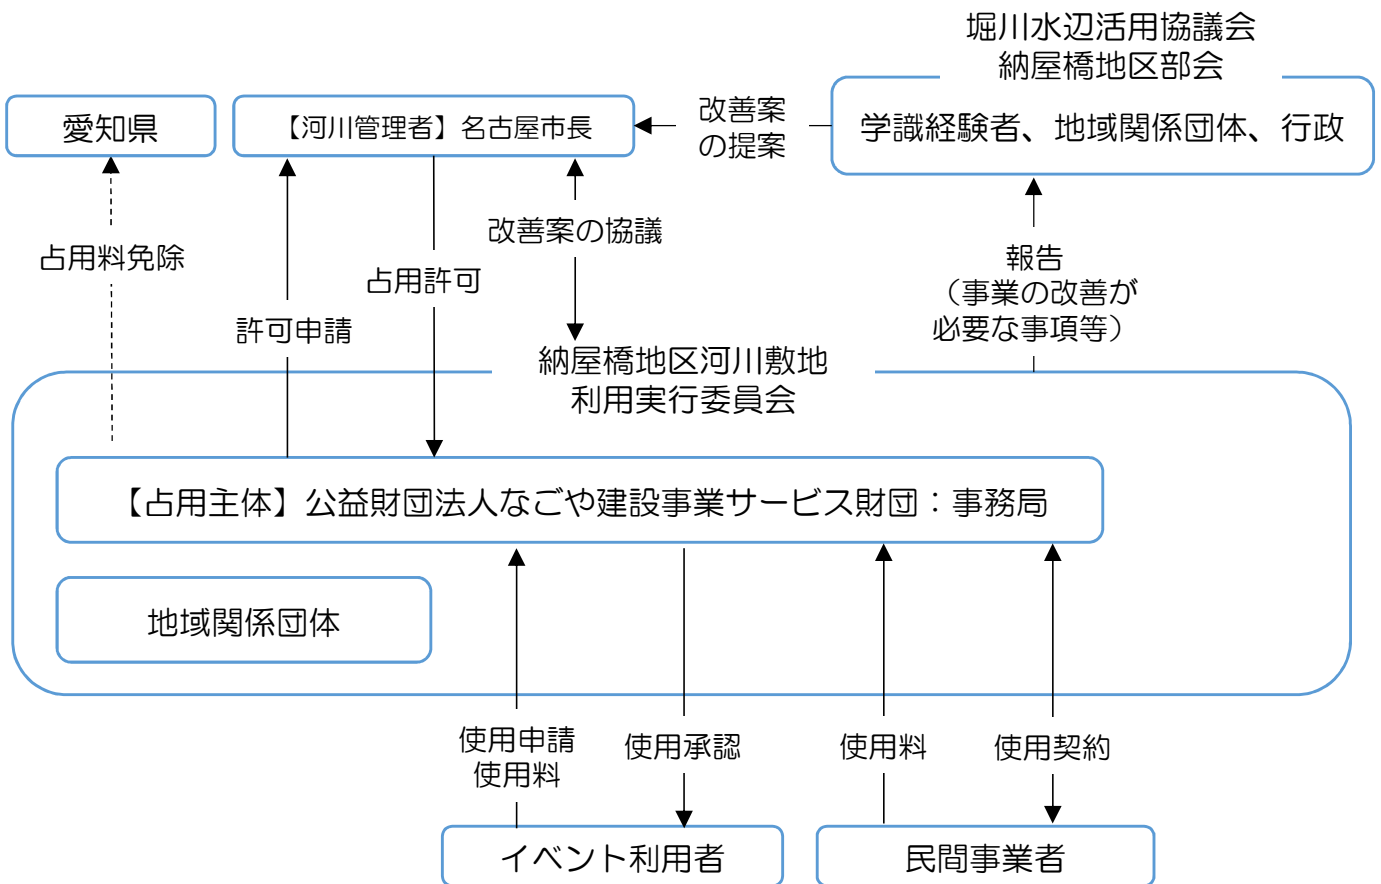 堀川水辺活用協議会
納屋橋地区部会
愛知県
【河川管理者】名古屋市長
改善案
の提案
学識経験者、地域関係団体、行政
占用料免除
許可申請
占用許可
改善案の協議
報告
（事業の改善が
必要な事項等）
納屋橋地区河川敷地
利用実行委員会
【占用主体】公益財団法人なごや建設事業サービス財団：事務局
地域関係団体
使用申請
使用料
使用承認
使用料
使用契約
イベント利用者
民間事業者